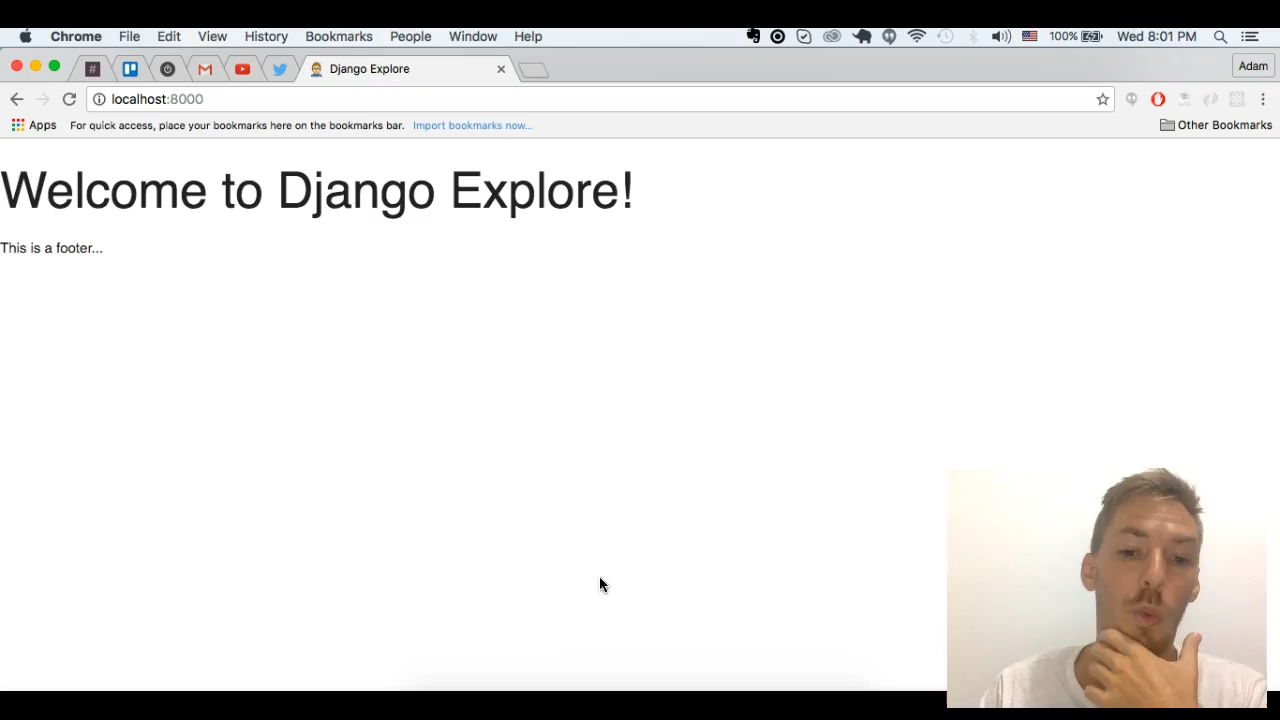 Chrome File Edit View History Bookmarks People Window Help 100% Wed 8:01 PM
# Django Explore Adam
localhost:8000
Apps For quick access, place your bookmarks here on the bookmarks bar. Import bookmarks now... Other Bookmarks
Welcome to Django Explore!
This is a footer...